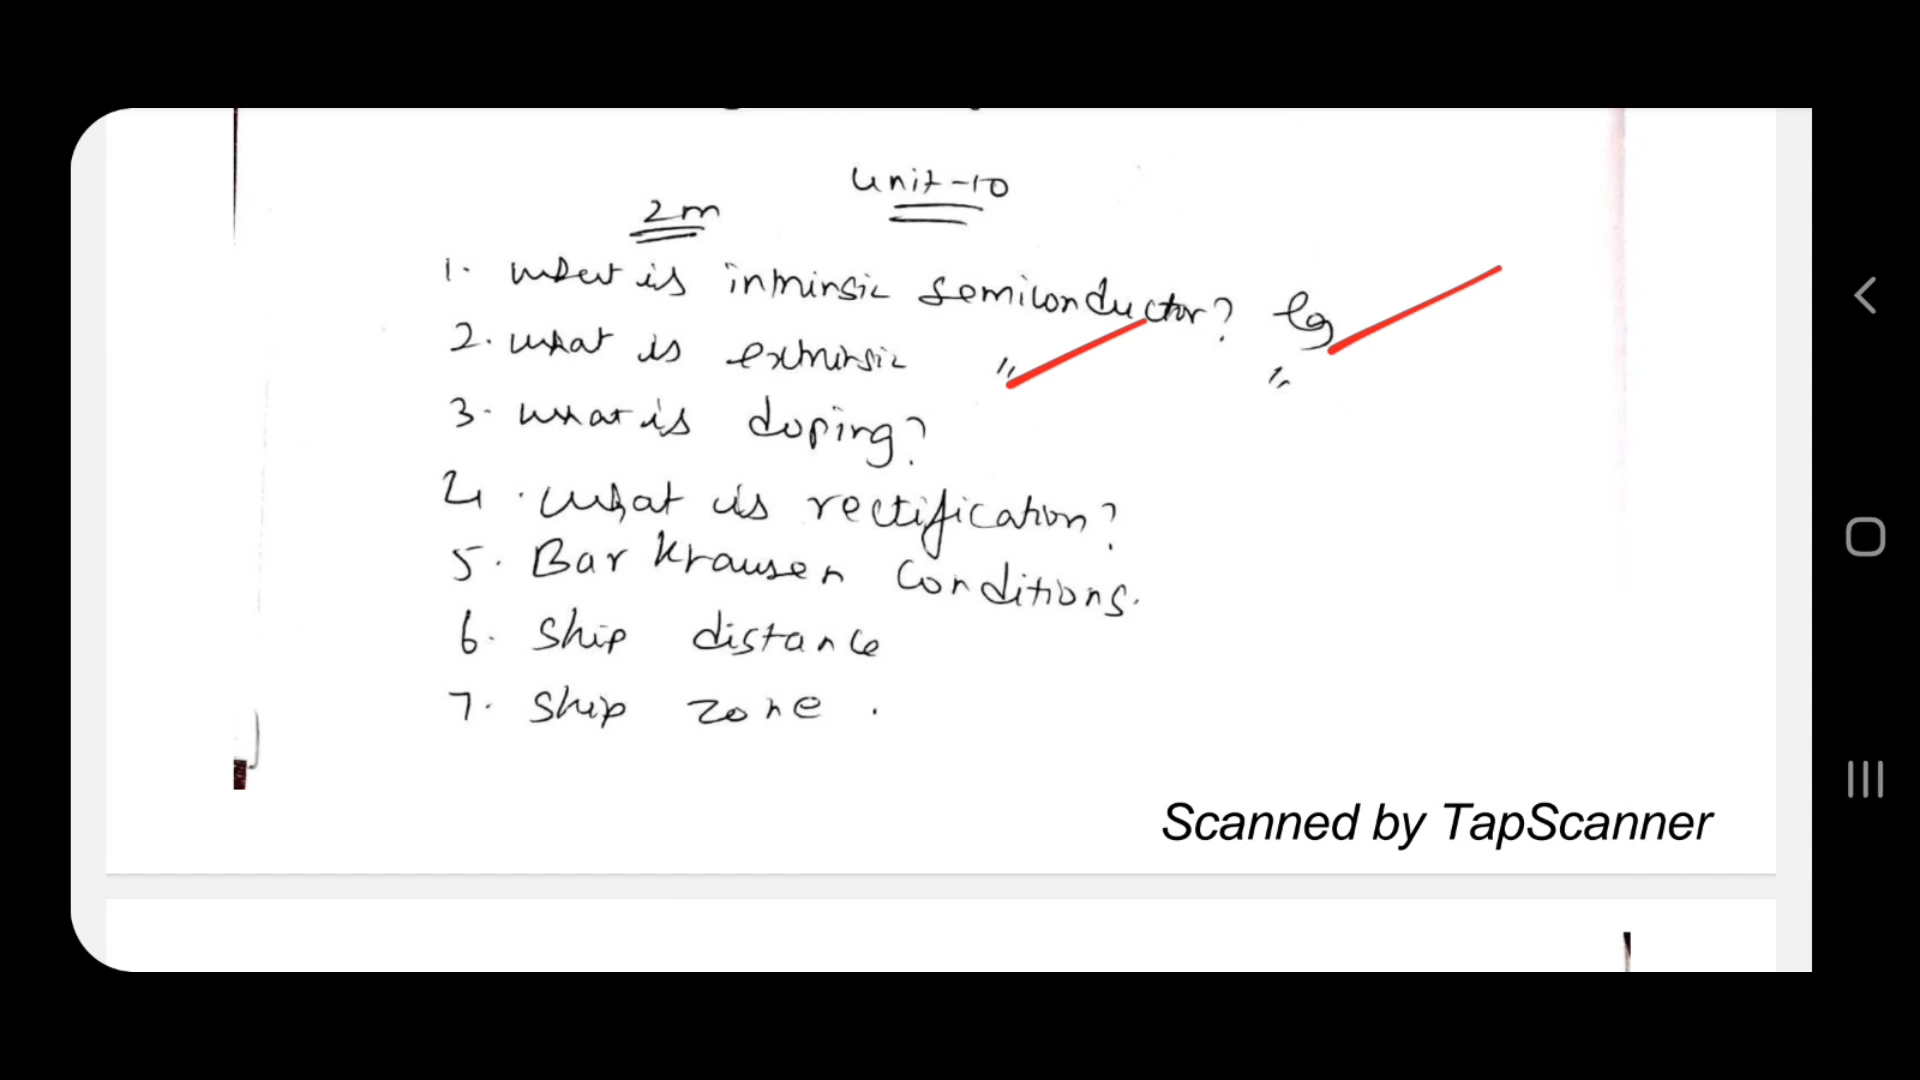 Unit-10
2m
1. what is intrinsic semiconductor? Eg
2. what is extrinsic " "
3. what is doping?
4. what is rectification?
5. Bar Krausen Conditions.
6. Skip distance
7. Skip zone.
Scanned by TapScanner